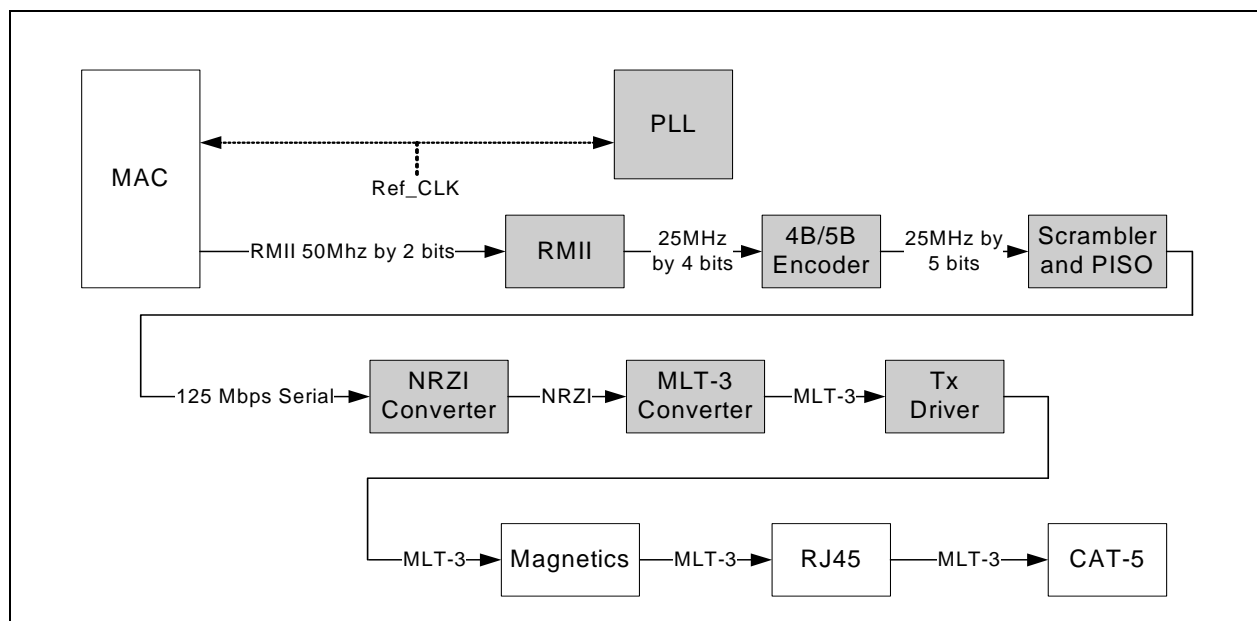 MAC
PLL
Ref_CLK
RMII 50Mhz by 2 bits
RMII
25MHz
by 4 bits
4B/5B
Encoder
25MHz by
5 bits
Scrambler
and PISO
125 Mbps Serial
NRZI
Converter
NRZI
MLT-3
Converter
MLT-3
Tx
Driver
MLT-3
Magnetics
MLT-3
RJ45
MLT-3
CAT-5